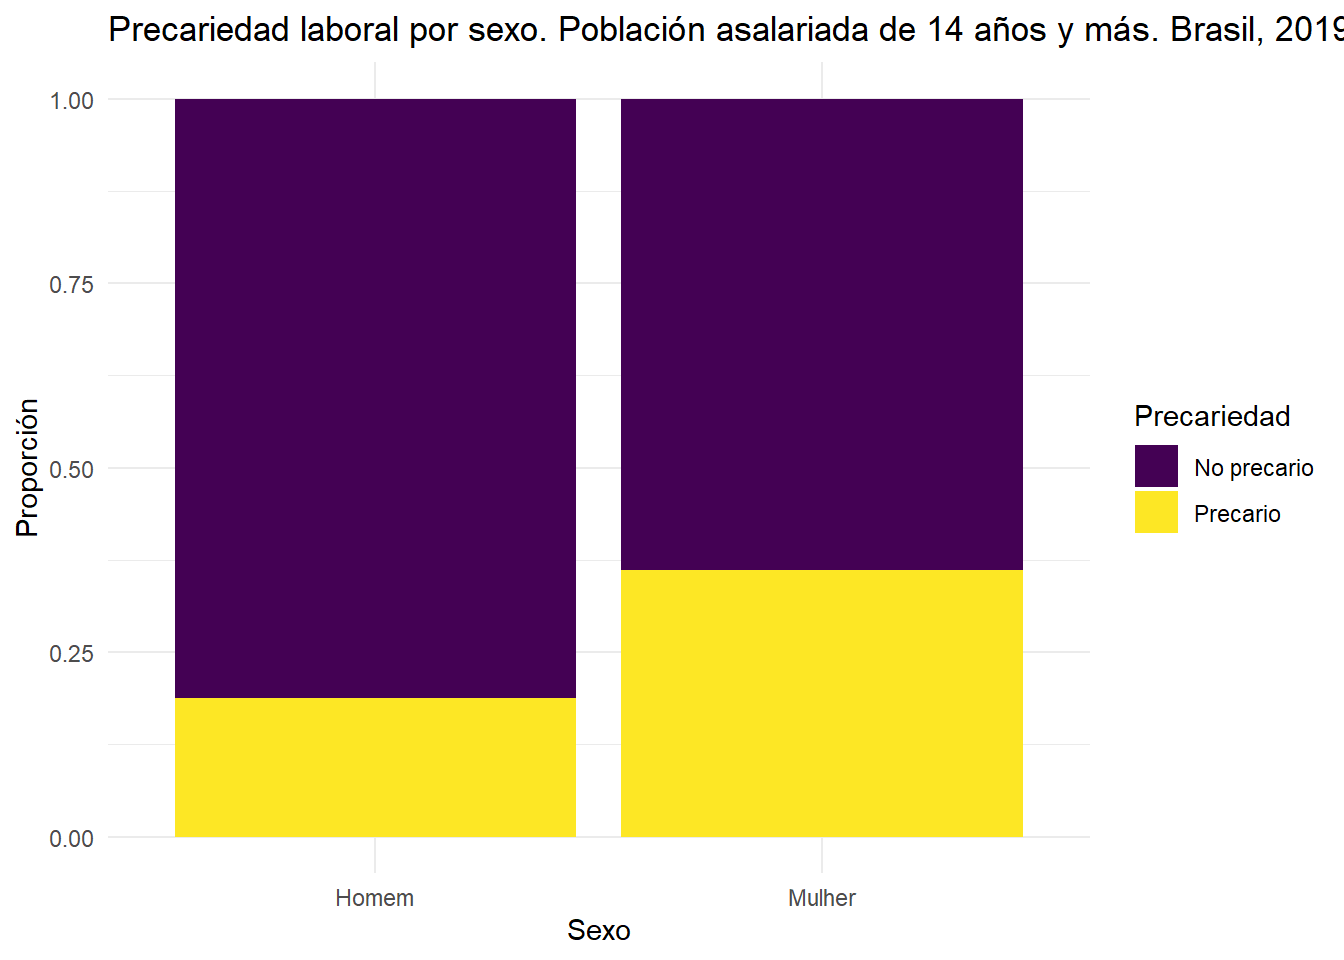 Precariedad laboral por sexo. Población asalariada de 14 años y más. Brasil, 2019
1.00
0.75
0.50
0.25
0.00
Proporción
Homem
Mulher
Sexo
Precariedad
No precario
Precario